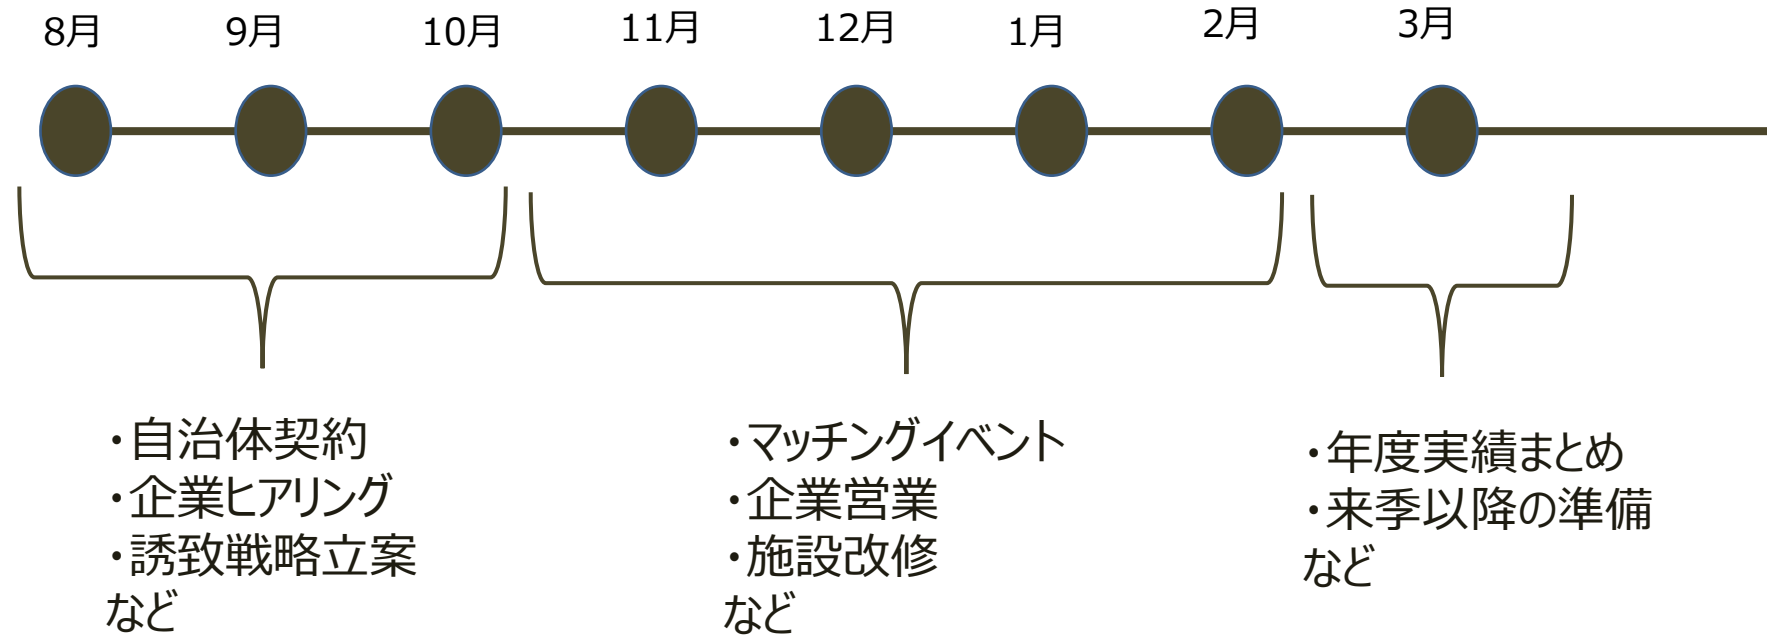 8月
9月
10月
11月
12月
1月
2月
3月
・自治体契約
・企業ヒアリング
・誘致戦略立案
など
・マッチングイベント
・企業営業
・施設改修
など
・年度実績まとめ
・来季以降の準備
など